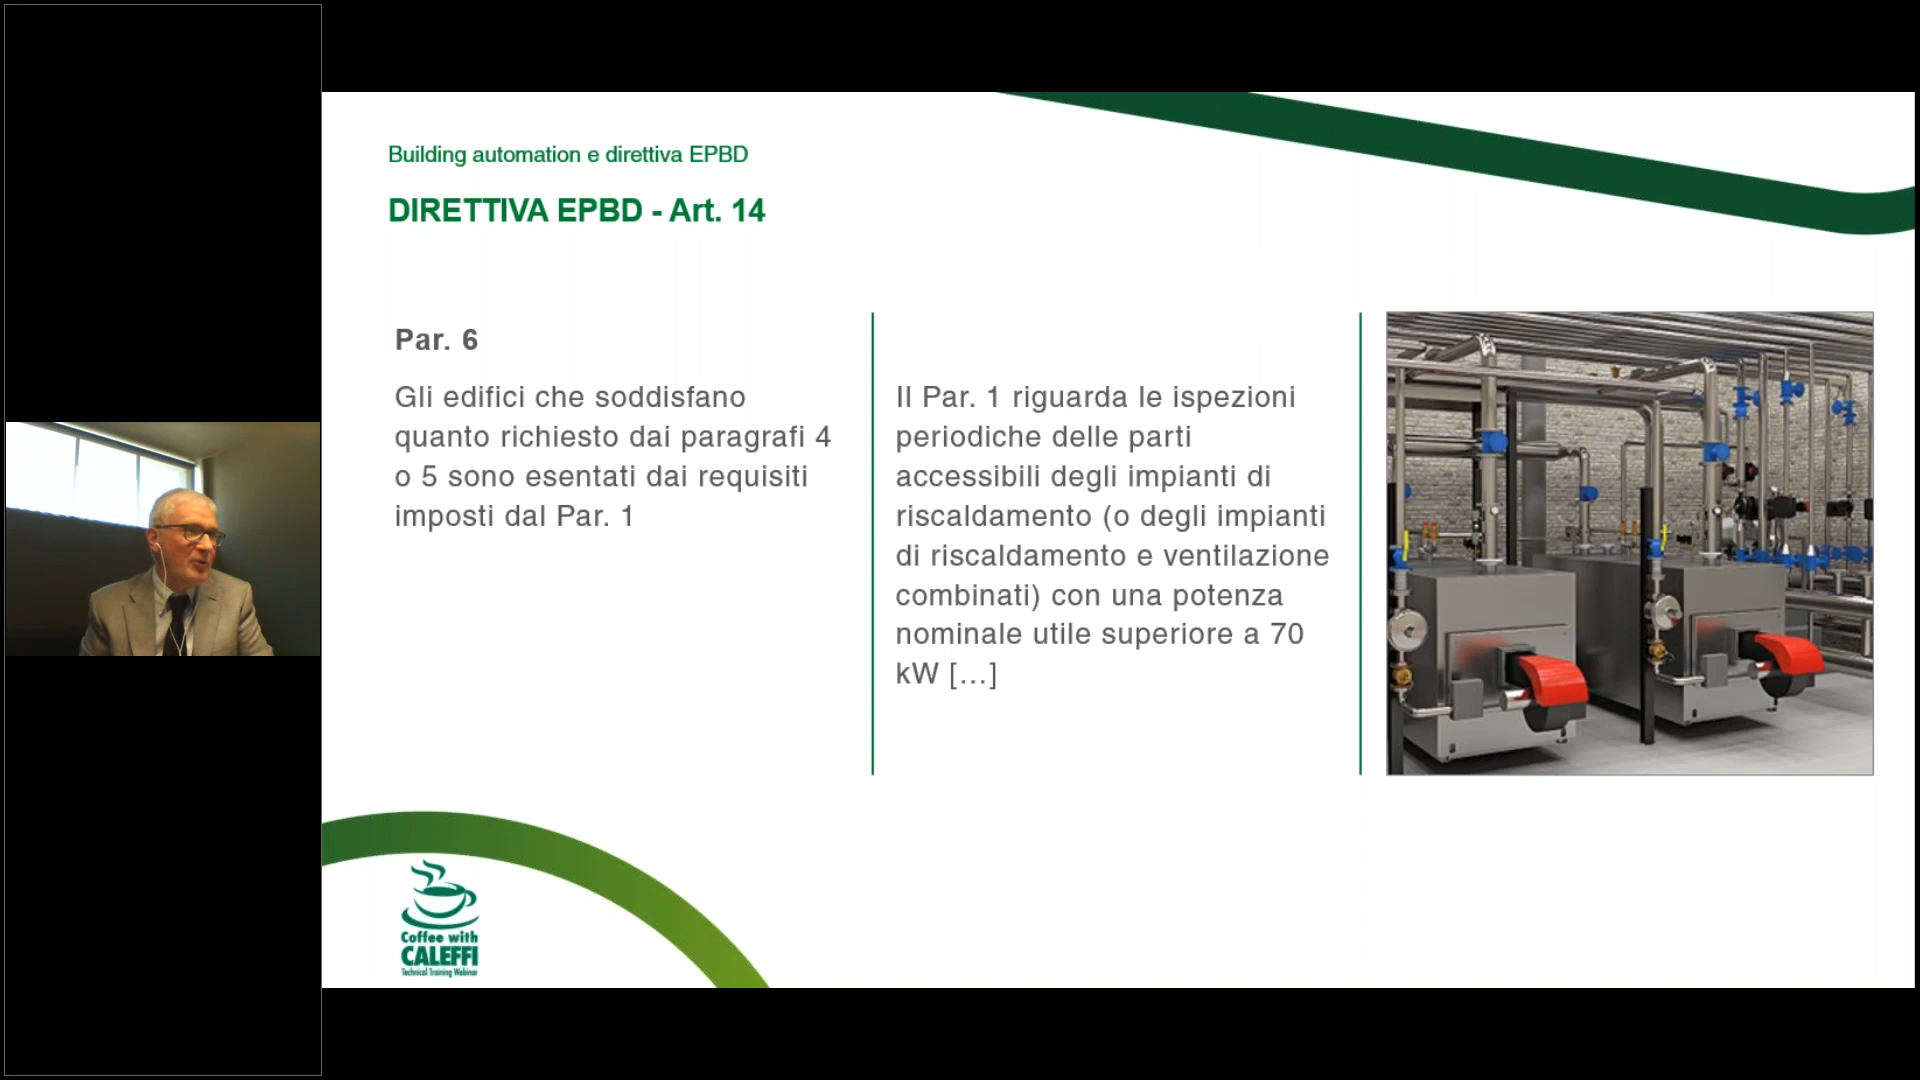 Building automation e direttiva EPBD
DIRETTIVA EPBD - Art. 14
Par. 6
Gli edifici che soddisfano
quanto richiesto dai paragrafi 4
o 5 sono esentati dai requisiti
imposti dal Par. 1
Il Par. 1 riguarda le ispezioni
periodiche delle parti
accessibili degli impianti di
riscaldamento (o degli impianti
di riscaldamento e ventilazione
combinati) con una potenza
nominale utile superiore a 70
kW [...]
Coffee with
CALEFFI
Technical Training Webinar